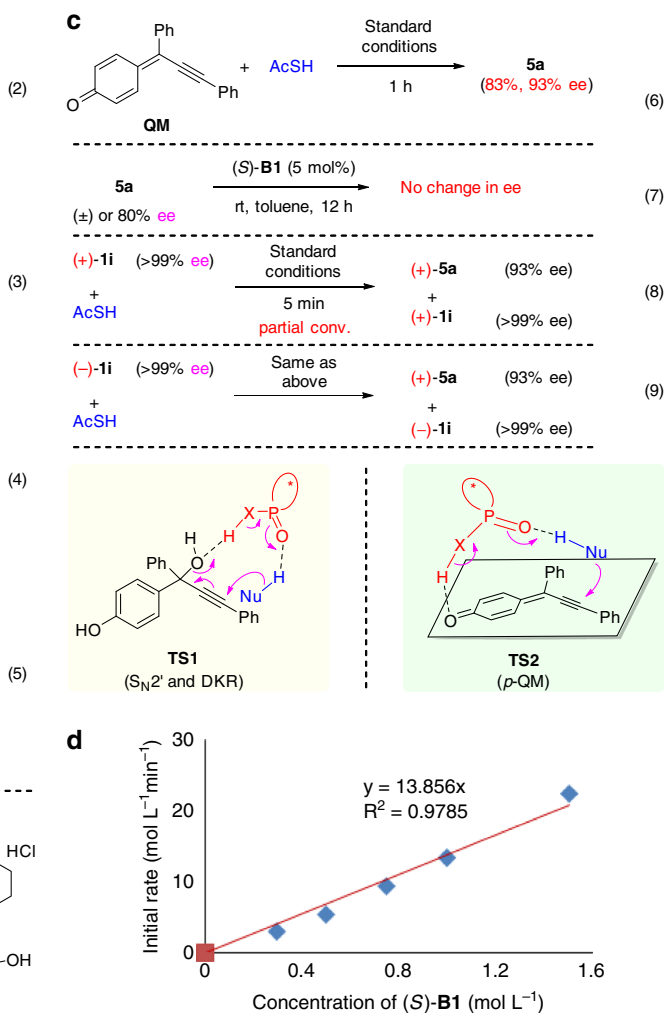 c
Ph
Ph
O
QM
+
AcSH
Standard
conditions
1 h
5a
(83%, 93% ee)
(2)
(6)
5a
(±) or 80% ee
(S)-B1 (5 mol%)
rt, toluene, 12 h
No change in ee
(7)
(3)
(+)-1i (>99% ee)
+
AcSH
Standard
conditions
5 min
partial conv.
(+)-5a (93% ee)
+
(+)-1i (>99% ee)
(8)
(–)-1i (>99% ee)
+
AcSH
Same as
above
(+)-5a (93% ee)
+
(–)-1i (>99% ee)
(9)
(4)
*
X P
H O
H
O
Ph
Nu H
Ph
HO
TS1
(SN2' and DKR)
*
P
O H
X Nu
H
Ph
O
Ph
TS2
(p-QM)
(5)
d
HCl
OH
Initial rate (mol L–1min–1)
30
20
10
0
y = 13.856x
R2 = 0.9785
0 0.4 0.8 1.2 1.6
Concentration of (S)-B1 (mol L–1)